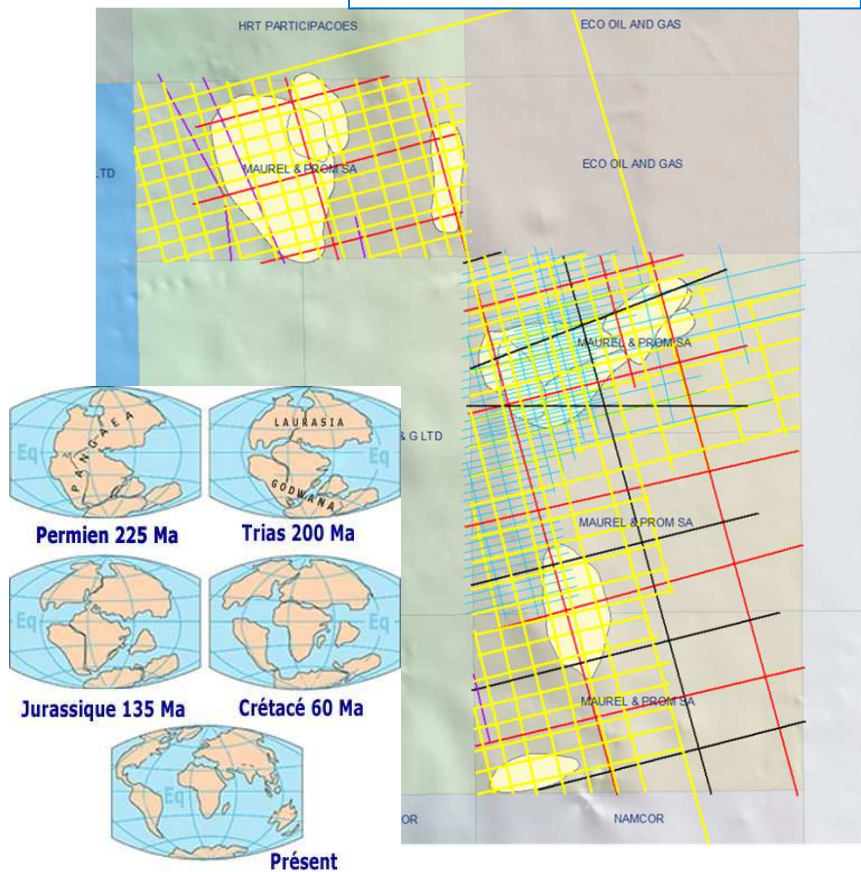 HRT PARTICIPACOES
ECO OIL AND GAS
LTD
MAUREL & PROM SA
ECO OIL AND GAS
MAUREL & PROM SA
& G LTD
MAUREL & PROM SA
MAUREL & PROM SA
OR
NAMCOR
Eq
PANGAEA
LAURASIA
GODWANA
Eq
Permien 225 Ma
Trias 200 Ma
Eq
Eq
Jurassique 135 Ma
Crétacé 60 Ma
Eq
Présent